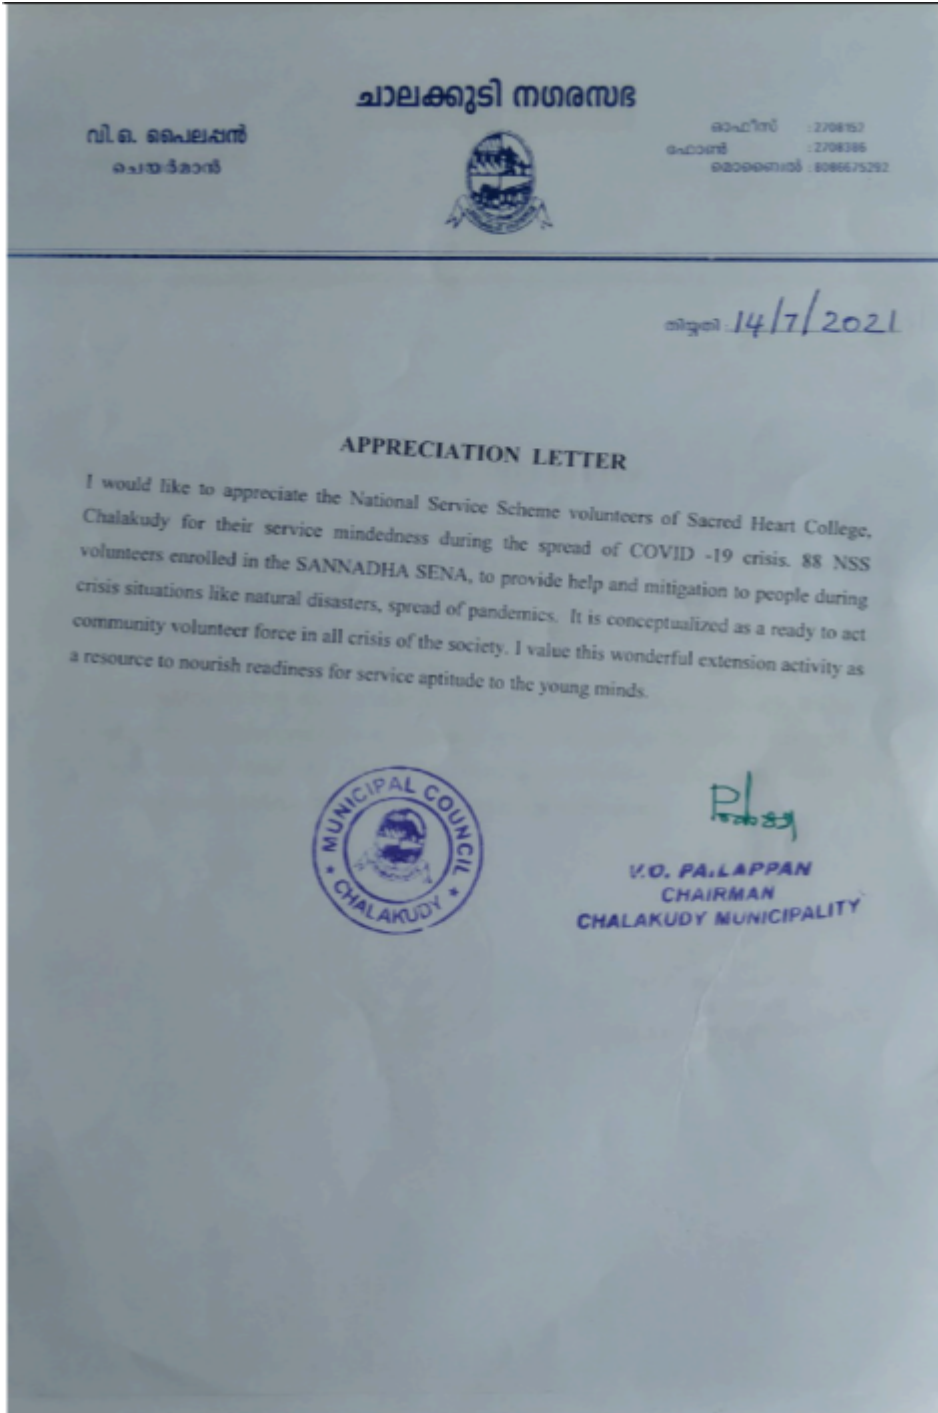 ചാലക്കുടി നഗരസഭ
വി.ഒ. പൈലപ്പൻ
ചെയർമാൻ
ഓഫീസ് : 2708152
ഫോൺ : 2708386
മൊബൈൽ : 8086675292
തിയ്യതി 14/7/2021
APPRECIATION LETTER
I would like to appreciate the National Service Scheme volunteers of Sacred Heart College,
Chalakudy for their service mindedness during the spread of COVID -19 crisis. 88 NSS
volunteers enrolled in the SANNADHA SENA, to provide help and mitigation to people during
crisis situations like natural disasters, spread of pandemics. It is conceptualized as a ready to act
community volunteer force in all crisis of the society. I value this wonderful extension activity as
a resource to nourish readiness for service aptitude to the young minds.
MUNICIPAL COUNCIL
CHALAKUDY
V.O. PAILAPPAN
CHAIRMAN
CHALAKUDY MUNICIPALITY